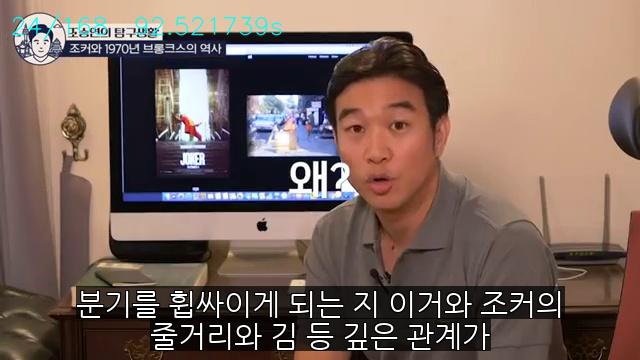 24/168, 92.521739s
조승연의 탐구생활
조커와 1970년 브롱크스의 역사
JOKER
왜?
분기를 휩싸이게 되는 지 이거와 조커의
줄거리와 김 등 깊은 관계가